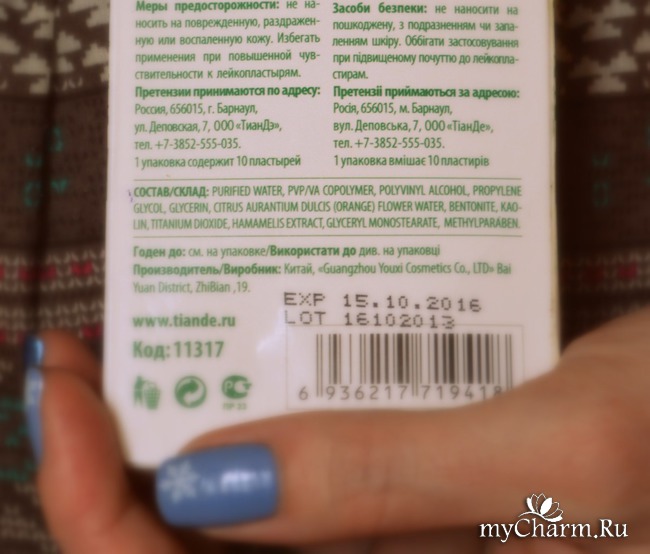 Меры предосторожности: не на-
носить на поврежденную, раздражен-
ную или воспаленную кожу. Избегать
применения при повышенной чув-
ствительности к лейкопластырям.
Претензии принимаются по адресу:
Россия, 656015, г. Барнаул,
ул. Деповская, 7, ООО «ТианДэ»,
тел. +7-3852-555-035.
1 упаковка содержит 10 пластырей
Засоби безпеки: не наносити на
пошкоджену, з подразненням чи запа-
ленням шкіру. Оббігати застосування
при підвищеному почуттю до лейкопла-
стирам.
Претензії приймаються за адресою:
Росія, 656015, м. Барнаул,
вул. Деповська, 7, ООО «ТіанДе»,
тел. +7-3852-555-035.
1 упаковка вмішає 10 пластирів
СОСТАВ/СКЛАД: PURIFIED WATER, PVP/VA COPOLYMER, POLYVINYL ALCOHOL, PROPYLENE
GLYCOL, GLYCERIN, CITRUS AURANTIUM DULCIS (ORANGE) FLOWER WATER, BENTONITE, KAO-
LIN, TITANIUM DIOXIDE, HAMAMELIS EXTRACT, GLYCERYL MONOSTEARATE, METHYLPARABEN.
Годен до: см. на упаковке/Використати до див. на упаковці
Производитель/Виробник: Китай, «Guangzhou Youxi Cosmetics Co., LTD» Bai
Yuan District, ZhiBian ,19.
EXP 15.10.2016
LOT 16102013
www.tiande.ru
Код: 11317
6 936217 719418
myCharm.Ru